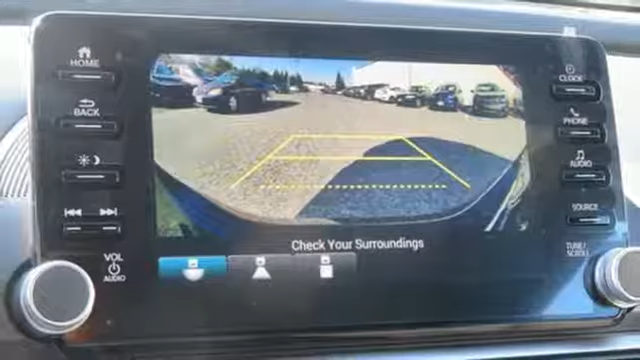 HOME
BACK
VOL
AUDIO
Check Your Surroundings
CLOCK
PHONE
AUDIO
SOURCE
TUNE/
SCROLL